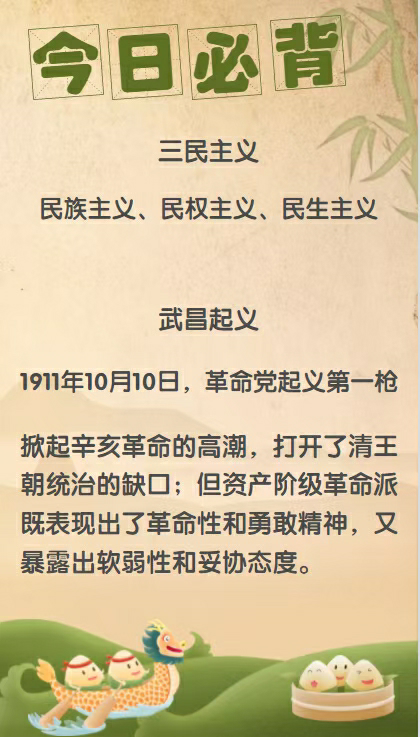 今日必背
三民主义
民族主义、民权主义、民生主义
武昌起义
1911年10月10日，革命党起义第一枪
掀起辛亥革命的高潮，打开了清王
朝统治的缺口；但资产阶级革命派
既表现出了革命性和勇敢精神，又
暴露出软弱性和妥协态度。